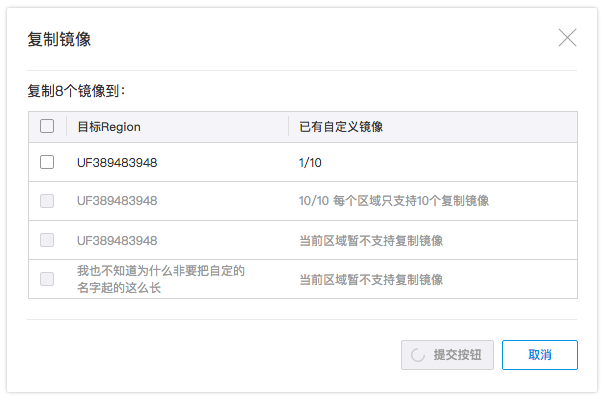 复制镜像
复制8个镜像到：
目标Region 已有自定义镜像
UF389483948 1/10
UF389483948 10/10 每个区域只支持10个复制镜像
UF389483948 当前区域暂不支持复制镜像
我也不知道为什么非要把自定的
名字起的这么长 当前区域暂不支持复制镜像
提交按钮 取消